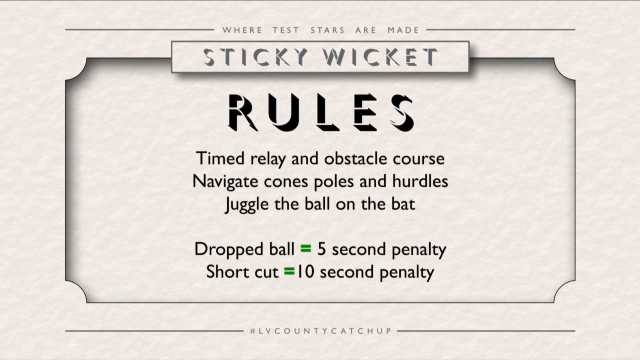 WHERE TEST STARS ARE MADE
STICKY WICKET
RULES
Timed relay and obstacle course
Navigate cones poles and hurdles
Juggle the ball on the bat
Dropped ball = 5 second penalty
Short cut =10 second penalty
#LVCOUNTYCATCHUP